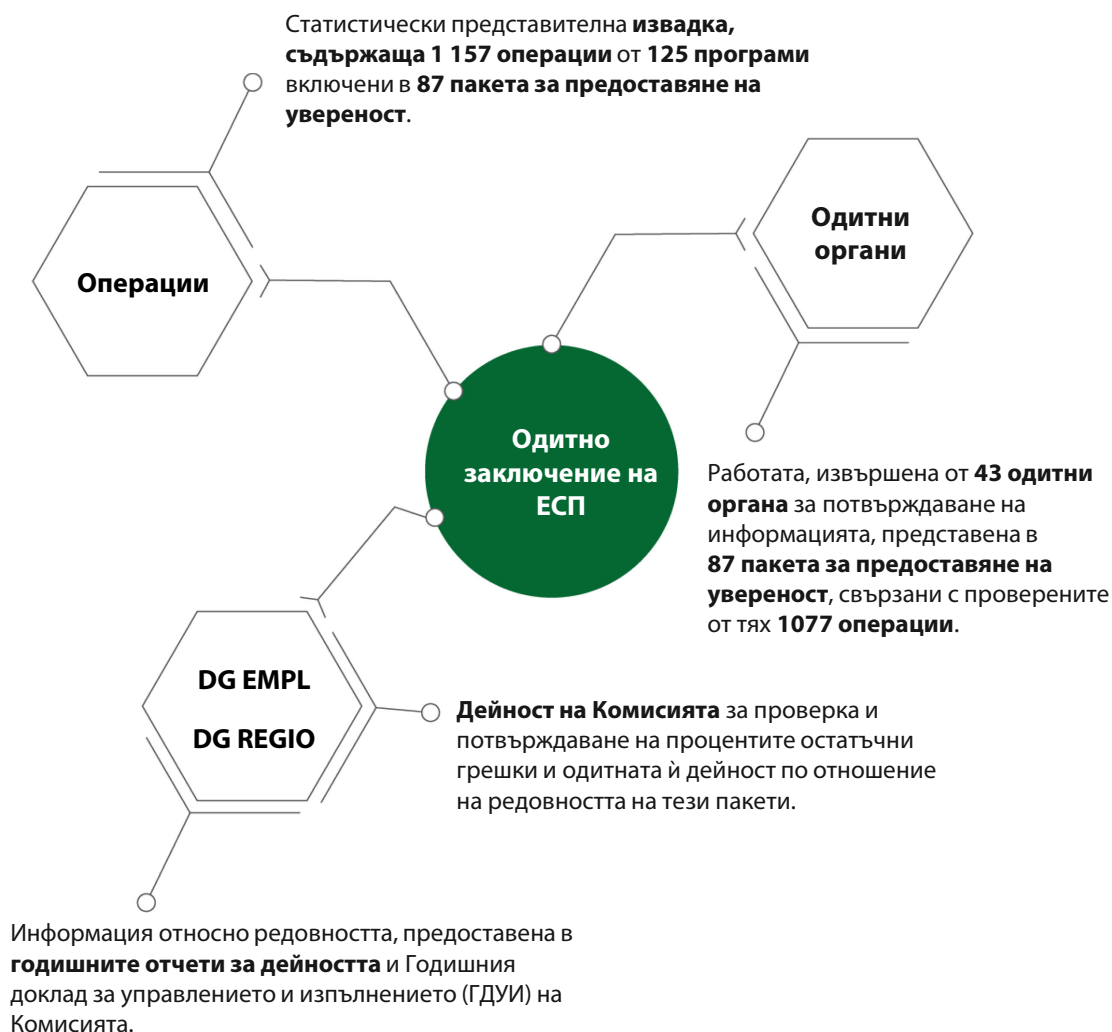 Статистически представителна извадка,
съдържаща 1 157 операции от 125 програми
включени в 87 пакета за предоставяне на
увереност.
Операции
Одитни
органи
Одитно
заключение на
ЕСП
Работата, извършена от 43 одитни
органа за потвърждаване на
информацията, представена в
87 пакета за предоставяне на
увереност, свързани с проверените
от тях 1077 операции.
DG EMPL
DG REGIO
Дейност на Комисията за проверка и
потвърждаване на процентите остатъчни
грешки и одитната ѝ дейност по отношение
на редовността на тези пакети.
Информация относно редовността, предоставена в
годишните отчети за дейността и Годишния
доклад за управлението и изпълнението (ГДУИ) на
Комисията.